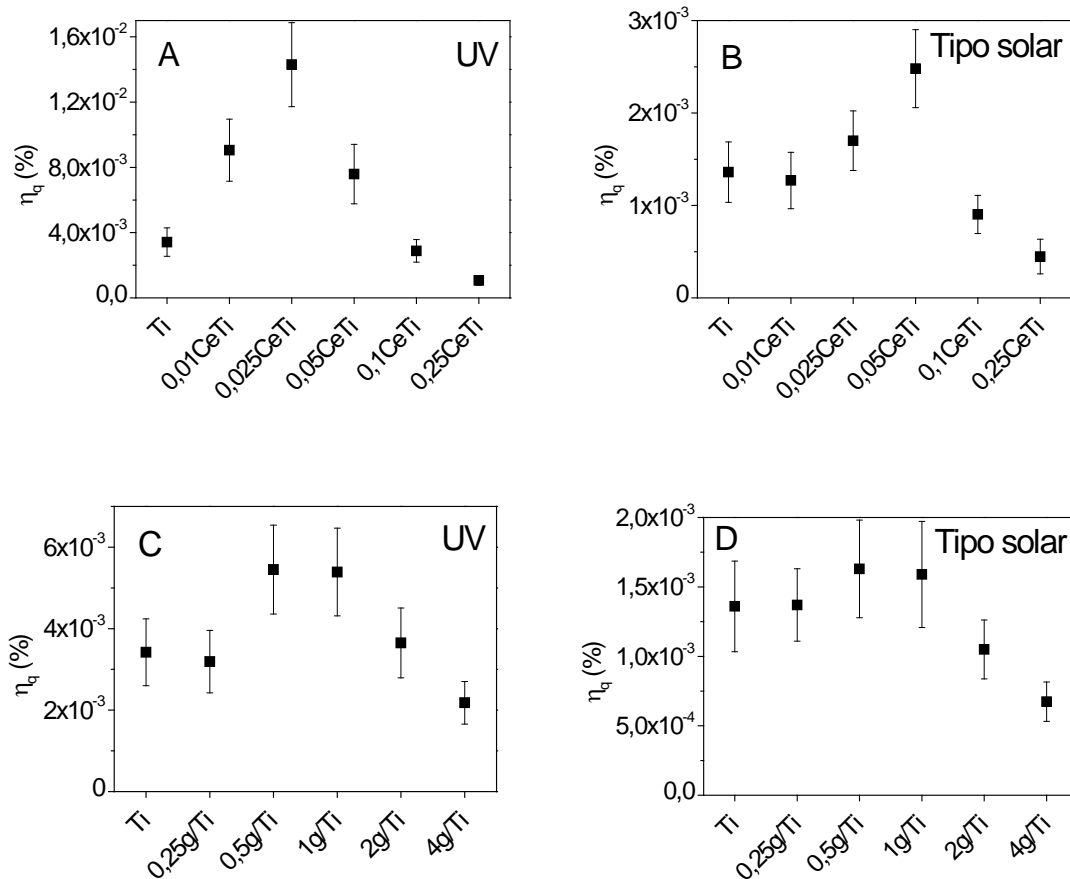 A
UV
1,6x10⁻²
1,2x10⁻²
8,0x10⁻³
4,0x10⁻³
0,0
ηq (%)
Ti
0,01CeTi
0,025CeTi
0,05CeTi
0,1CeTi
0,25CeTi
B
Tipo solar
3x10⁻³
2x10⁻³
1x10⁻³
0
ηq (%)
Ti
0,01CeTi
0,025CeTi
0,05CeTi
0,1CeTi
0,25CeTi
C
UV
6x10⁻³
4x10⁻³
2x10⁻³
0
ηq (%)
Ti
0,25g/Ti
0,5g/Ti
1g/Ti
2g/Ti
4g/Ti
D
Tipo solar
2,0x10⁻³
1,5x10⁻³
1,0x10⁻³
5,0x10⁻⁴
0,0
ηq (%)
Ti
0,25g/Ti
0,5g/Ti
1g/Ti
2g/Ti
4g/Ti